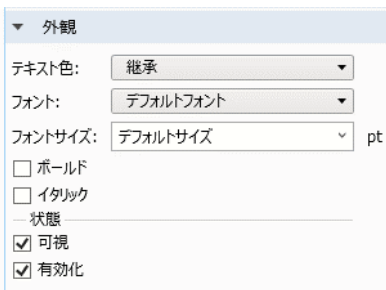 外観
テキスト色: 継承
フォント: デフォルトフォント
フォントサイズ: デフォルトサイズ pt
ボールド
イタリック
状態
可視
有効化